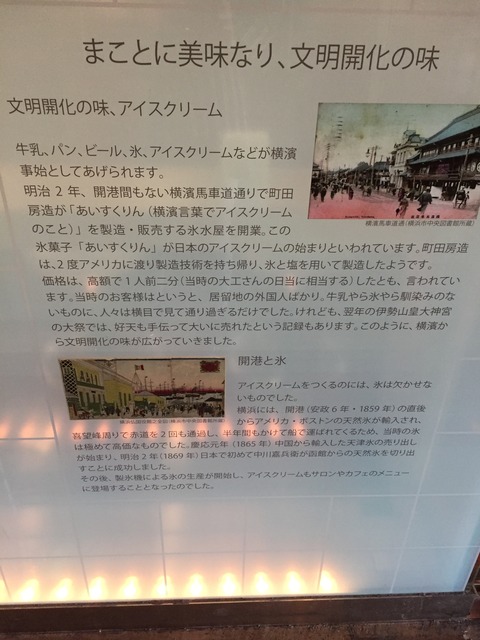 まことに美味なり、文明開化の味
文明開化の味、アイスクリーム
牛乳、パン、ビール、氷、アイスクリームなどが横濱
事始としてあげられます。
明治 2 年、開港間もない横濱馬車道通りで町田
房造が「あいすくりん（横濱言葉でアイスクリーム
のこと）」を製造・販売する氷水屋を開業。この
氷菓子「あいすくりん」が日本のアイスクリームの始まりといわれています。町田房造
は、2度アメリカに渡り製造技術を持ち帰り、氷と塩を用いて製造したようです。
価格は、高額で 1 人前二分（当時の大工さんの日当に相当する）したとも、言われてい
ます。当時のお客様はというと、居留地の外国人ばかり。牛乳やら氷やら馴染みのな
いものに、人々は横目で見て通り過ぎるだけでした。けれども、翌年の伊勢山皇大神宮
の大祭では、好天も手伝って大いに売れたという記録もあります。このように、横濱か
ら文明開化の味が広がっていきました。
横濱馬車道通（横浜市中央図書館所蔵）
開港と氷
アイスクリームをつくるのには、氷は欠かせな
いものでした。
横浜には、開港（安政 6 年・1859 年）の直後
からアメリカ・ボストンの天然氷が輸入され、
喜望峰周りで赤道を 2 回も通過し、半年間もかけて船で運ばれてくるため、当時の氷
は極めて高価なものでした。慶応元年（1865 年）中国から輸入した天津氷の売り出し
が始まり、明治 2 年（1869 年）日本で初めて中川嘉兵衛が函館からの天然氷を切り出
すことに成功しました。
その後、製氷機による氷の生産が開始し、アイスクリームもサロンやカフェのメニュー
に登場することとなったのでした。